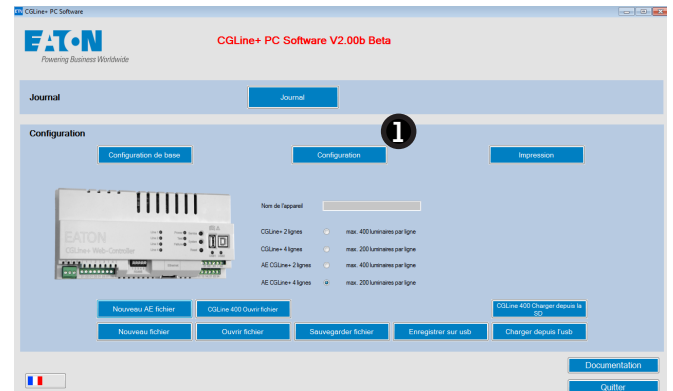 CGLine+ PC Software
EATON
Powering Business Worldwide
CGLine+ PC Software V2.00b Beta
Journal
Journal
1
Configuration
Configuration de base
Configuration
Impression
EATON
CGLine+ Web-Controller
Nom de l'appareil
CGLine+ 2 lignes
max. 400 luminaires par ligne
CGLine+ 4 lignes
max. 200 luminaires par ligne
AE CGLine+ 2 lignes
max. 400 luminaires par ligne
AE CGLine+ 4 lignes
max. 200 luminaires par ligne
Nouveau AE fichier
CGLine 400 Ouvrir fichier
CGLine 400 Charger depuis la
SD
Nouveau fichier
Ouvrir fichier
Sauvegarder fichier
Enregistrer sur usb
Charger depuis l'usb
Documentation
Quitter